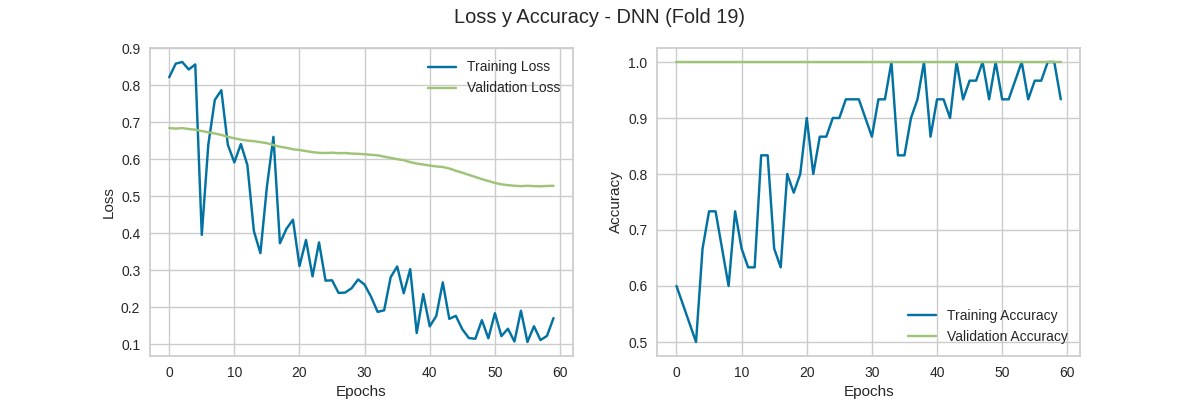 Loss y Accuracy - DNN (Fold 19)
0.9
0.8
0.7
0.6
0.5
0.4
0.3
0.2
0.1
Loss
0 10 20 30 40 50 60
Epochs
Training Loss
Validation Loss
1.0
0.9
0.8
0.7
0.6
0.5
Accuracy
0 10 20 30 40 50 60
Epochs
Training Accuracy
Validation Accuracy